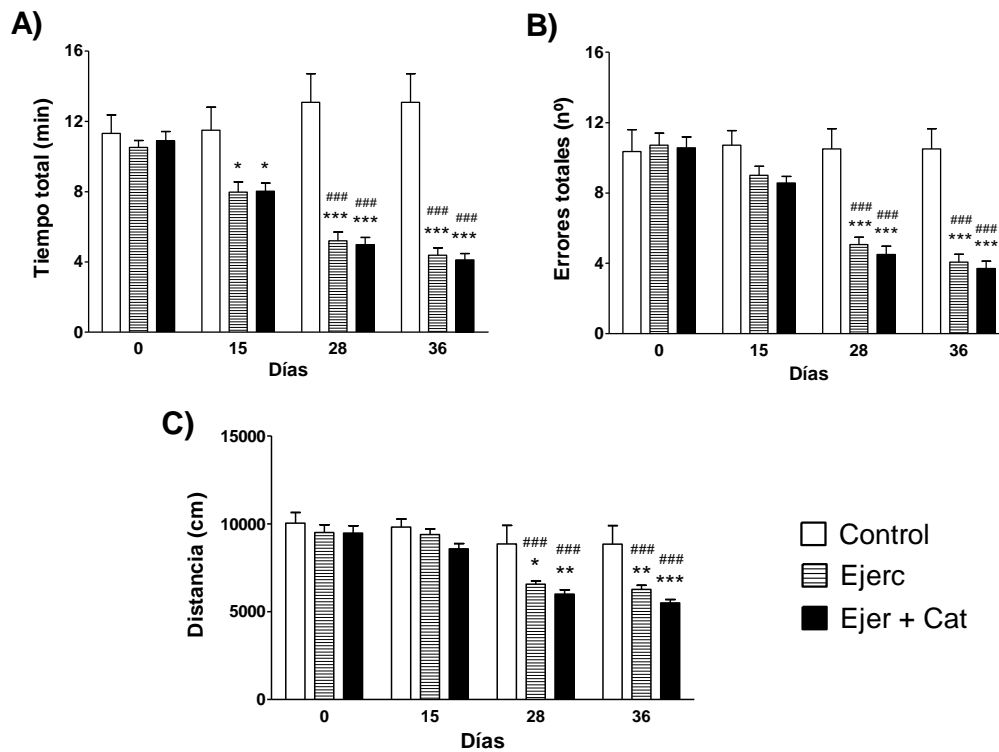 A)
Tiempo total (min)
16
12
8
4
0
* *
### ###
*** ***
### ###
*** ***
0 15 28 36
Días
B)
Errores totales (nº)
16
12
8
4
0
### ###
*** ***
### ###
*** ***
0 15 28 36
Días
C)
Distancia (cm)
15000
10000
5000
0
### ###
* **
### ###
** ***
0 15 28 36
Días
Control
Ejerc
Ejer + Cat